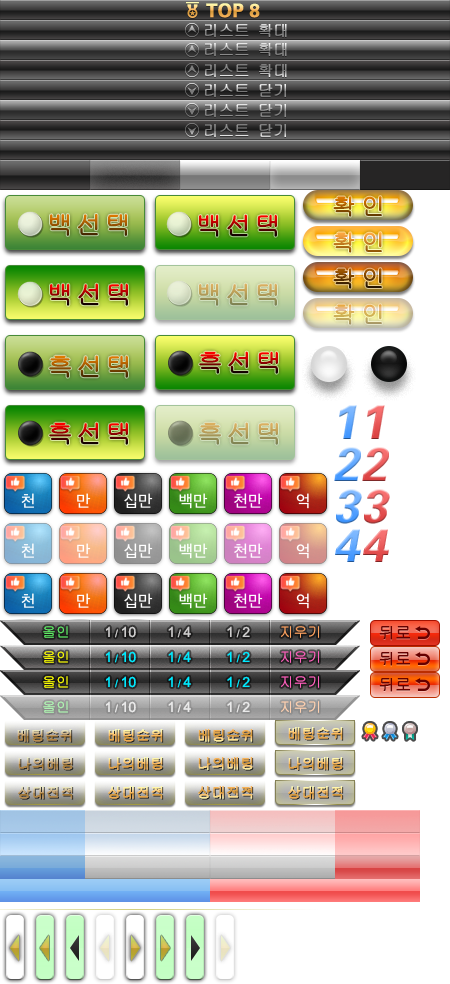 TOP 8
리스트 확대
리스트 확대
리스트 확대
리스트 닫기
리스트 닫기
리스트 닫기
백선택 백선택 확인
확인
백선택 백선택 확인
확인
흑선택 흑선택
흑선택 흑선택
1 1
2 2
3 3
4 4
천 만 십만 백만 천만 억
천 만 십만 백만 천만 억
천 만 십만 백만 천만 억
올인 1/10 1/4 1/2 지우기 뒤로
올인 1/10 1/4 1/2 지우기 뒤로
올인 1/10 1/4 1/2 지우기 뒤로
올인 1/10 1/4 1/2 지우기
베팅순위 베팅순위 베팅순위 베팅순위
나의베팅 나의베팅 나의베팅 나의베팅
상대전적 상대전적 상대전적 상대전적